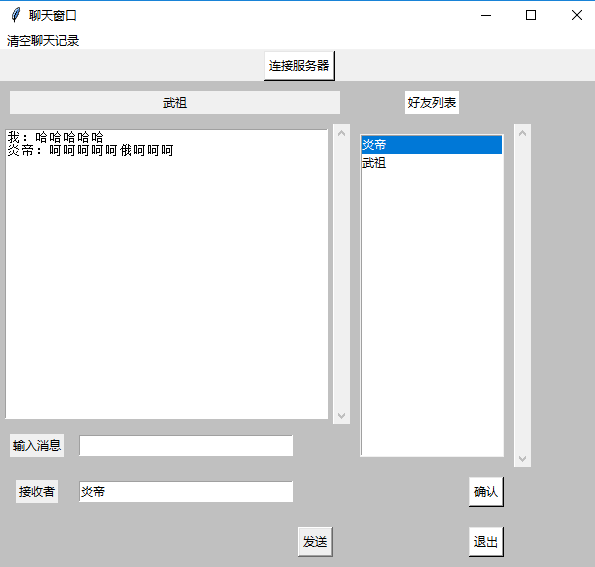 聊天窗口
清空聊天记录
连接服务器
武祖
好友列表
我：哈哈哈哈哈
炎帝：呵呵呵呵呵俄呵呵呵
炎帝
武祖
输入消息
接收者
炎帝
确认
发送
退出